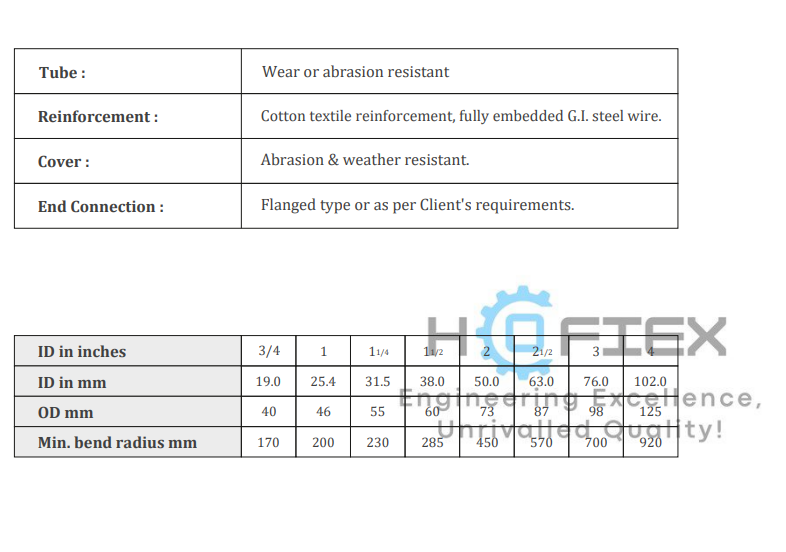 Tube : Wear or abrasion resistant
Reinforcement : Cotton textile reinforcement, fully embedded G.I. steel wire.
Cover : Abrasion & weather resistant.
End Connection : Flanged type or as per Client's requirements.
HOFIEX
ID in inches 3/4 1 1 1/4 1 1/2 2 2 1/2 3 4
ID in mm 19.0 25.4 31.5 38.0 50.0 63.0 76.0 102.0
Engineering Excellence,
OD mm 40 46 55 60 73 87 98 125
Unrivalled Quality!
Min. bend radius mm 170 200 230 285 450 570 700 920